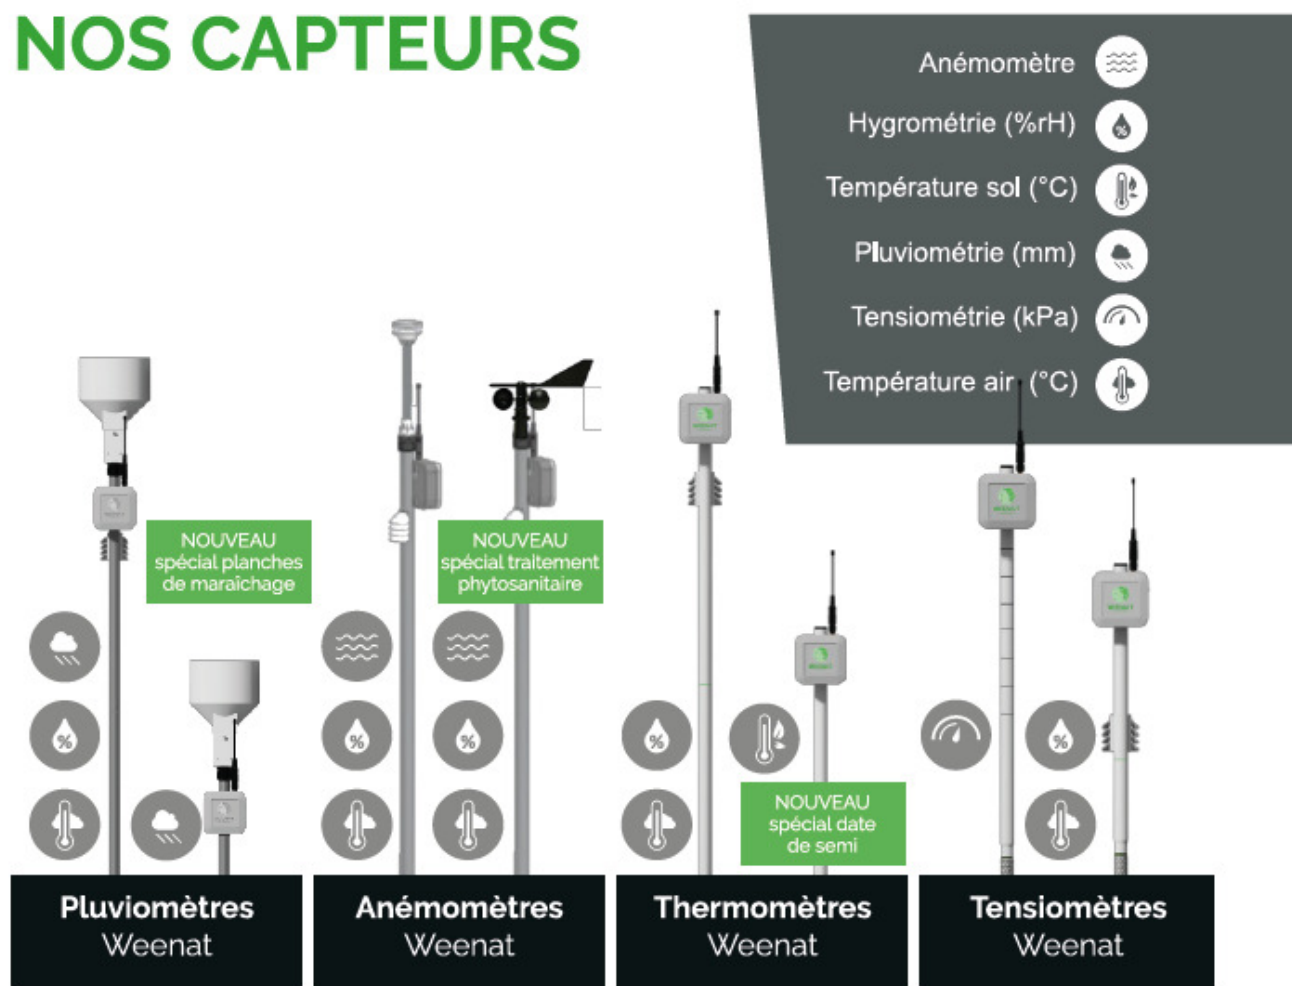 NOS CAPTEURS
Anémomètre
Hygrométrie (%rH)
%
Température sol (°C)
Pluviométrie (mm)
Tensiométrie (kPa)
Température air (°C)
NOUVEAU
spécial planches
de maraîchage
NOUVEAU
spécial traitement
phytosanitaire
%
%
%
%
%
NOUVEAU
spécial date
de semi
Pluviomètres
Weenat
Anémomètres
Weenat
Thermomètres
Weenat
Tensiomètres
Weenat